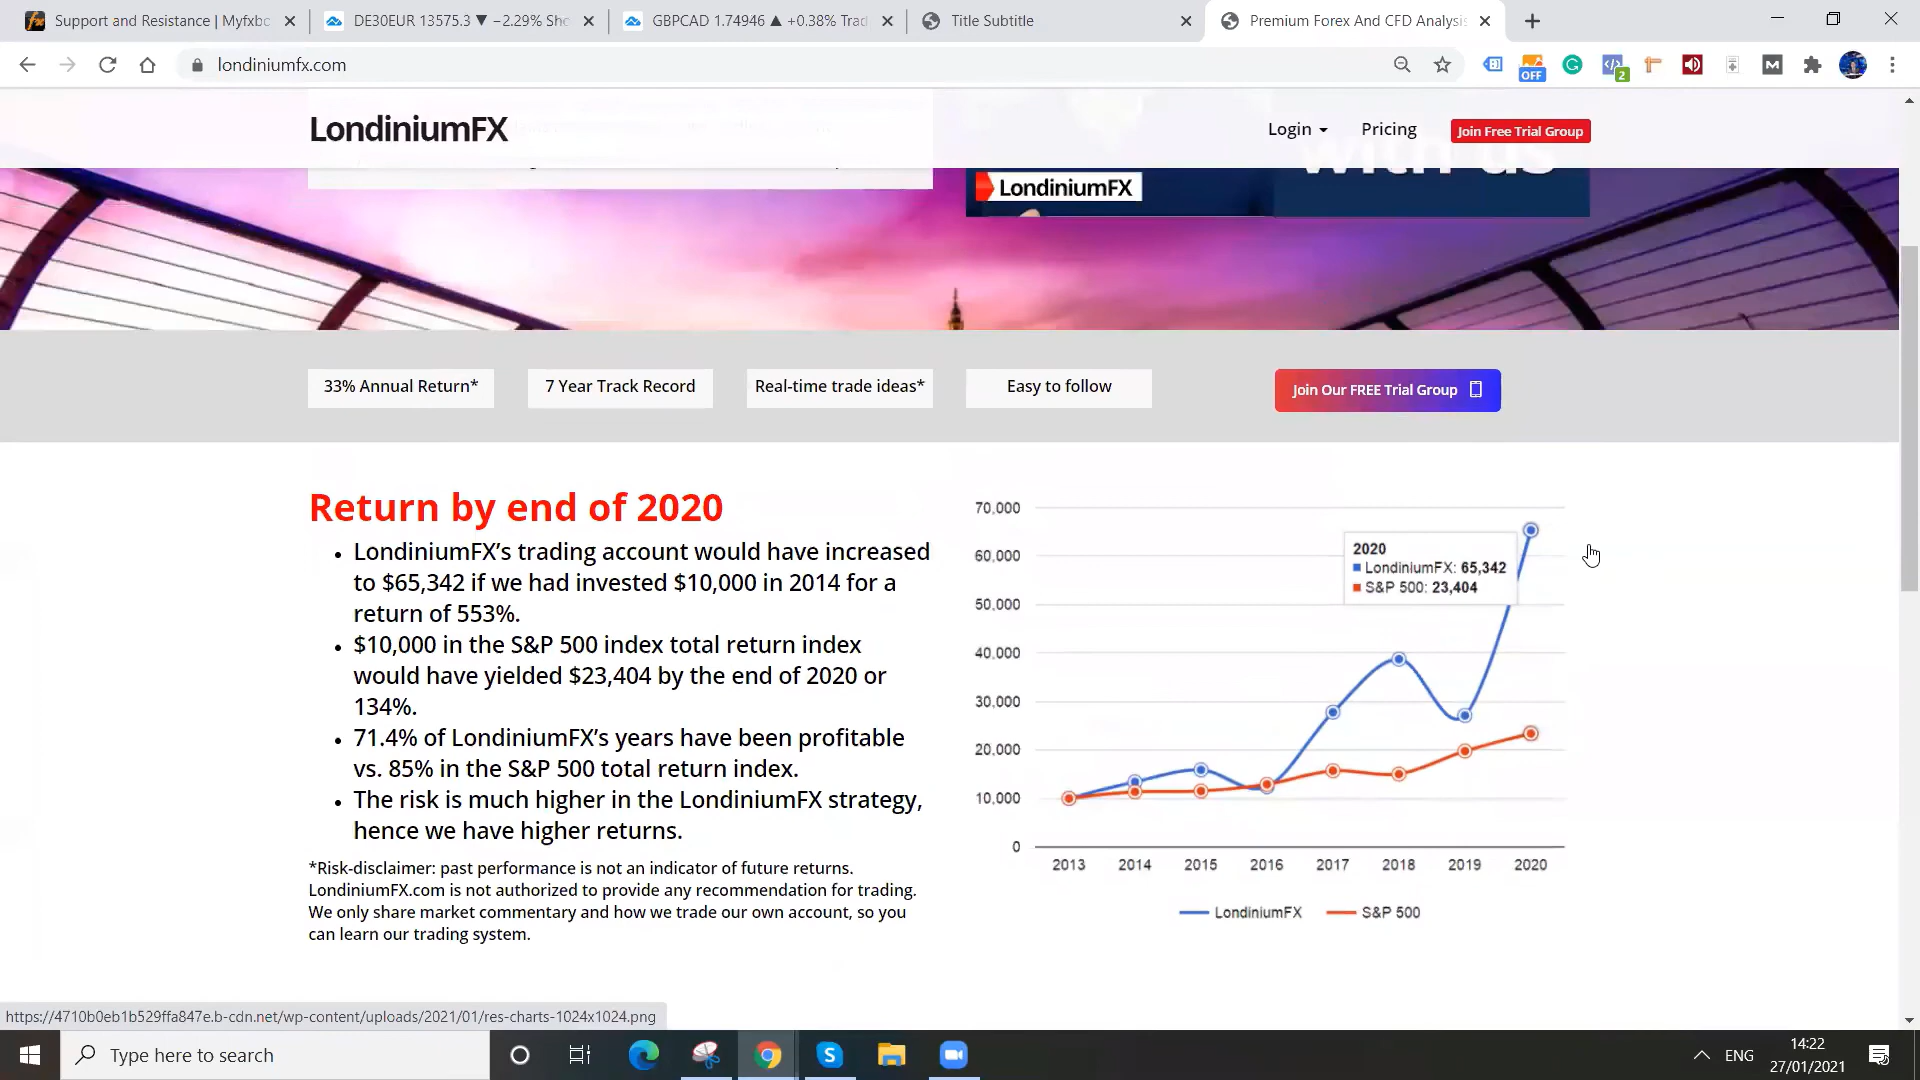 Support and Resistance | Myfxbo
DE30EUR 13575.3 ▼ −2.29% She
GBPCAD 1.74946 ▲ +0.38% Trad
Title Subtitle
Premium Forex And CFD Analysis
londiniumfx.com
OFF
2
LondiniumFX
Login
Pricing
Join Free Trial Group
with us
LondiniumFX
33% Annual Return*
7 Year Track Record
Real-time trade ideas*
Easy to follow
Join Our FREE Trial Group
Return by end of 2020
• LondiniumFX's trading account would have increased
to $65,342 if we had invested $10,000 in 2014 for a
return of 553%.
• $10,000 in the S&P 500 index total return index
would have yielded $23,404 by the end of 2020 or
134%.
• 71.4% of LondiniumFX's years have been profitable
vs. 85% in the S&P 500 total return index.
• The risk is much higher in the LondiniumFX strategy,
hence we have higher returns.
*Risk-disclaimer: past performance is not an indicator of future returns.
LondiniumFX.com is not authorized to provide any recommendation for trading.
We only share market commentary and how we trade our own account, so you
can learn our trading system.
70,000
60,000
50,000
40,000
30,000
20,000
10,000
0
2020
LondiniumFX: 65,342
S&P 500: 23,404
2013 2014 2015 2016 2017 2018 2019 2020
LondiniumFX S&P 500
https://4710b0eb1b529ffa847e.b-cdn.net/wp-content/uploads/2021/01/res-charts-1024x1024.png
Type here to search
ENG
14:22
27/01/2021